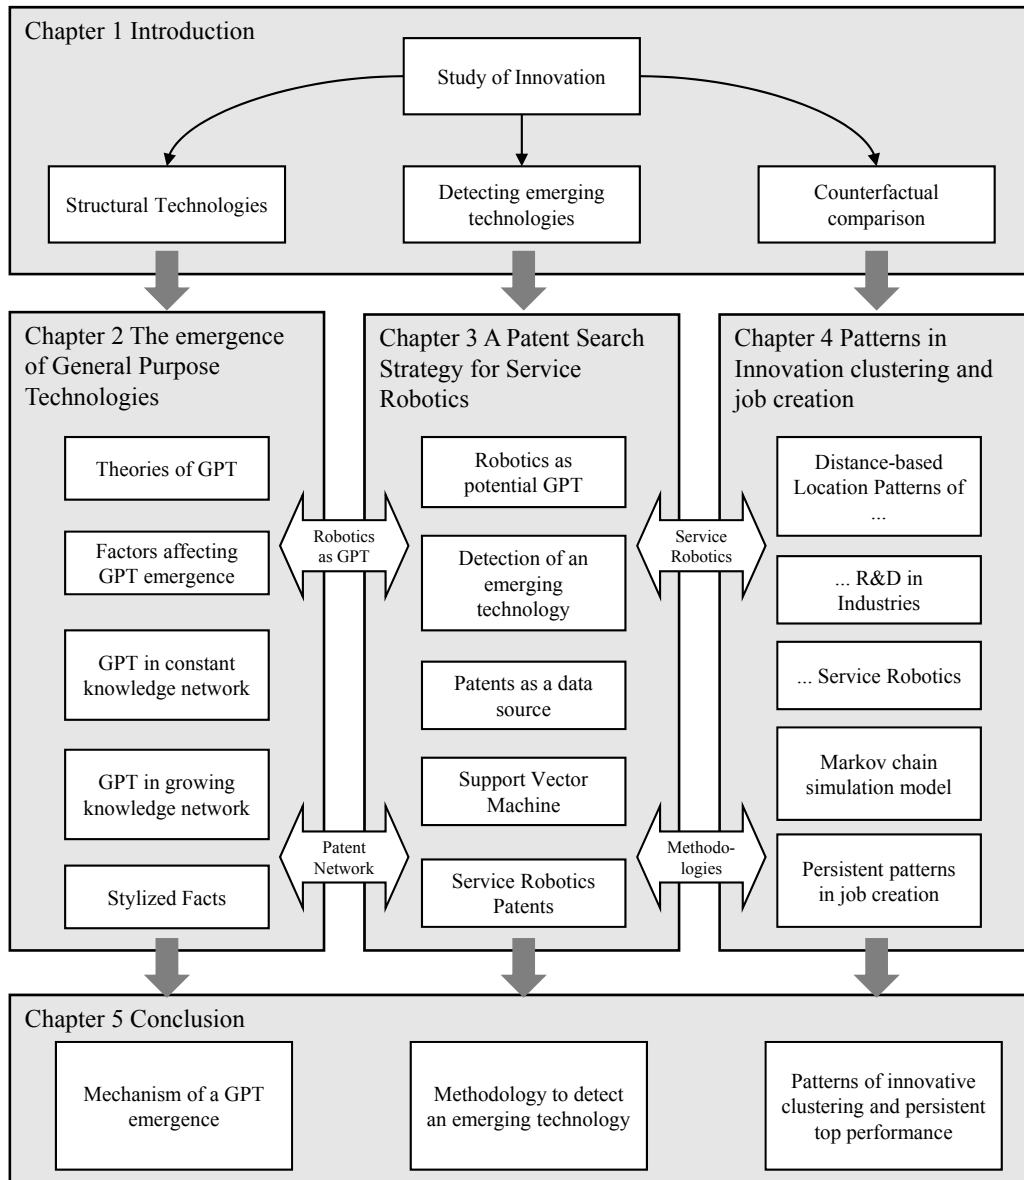 Chapter 1 Introduction
Study of Innovation
Structural Technologies
Detecting emerging
technologies
Counterfactual
comparison
Chapter 2 The emergence
of General Purpose
Technologies
Theories of GPT
Factors affecting
GPT emergence
GPT in constant
knowledge network
GPT in growing
knowledge network
Stylized Facts
Robotics
as GPT
Patent
Network
Chapter 3 A Patent Search
Strategy for Service
Robotics
Robotics as
potential GPT
Detection of an
emerging
technology
Patents as a data
source
Support Vector
Machine
Service Robotics
Patents
Service
Robotics
Methodo-
logies
Chapter 4 Patterns in
Innovation clustering and
job creation
Distance-based
Location Patterns of
...
... R&D in
Industries
... Service Robotics
Markov chain
simulation model
Persistent patterns
in job creation
Chapter 5 Conclusion
Mechanism of a GPT
emergence
Methodology to detect
an emerging technology
Patterns of innovative
clustering and persistent
top performance